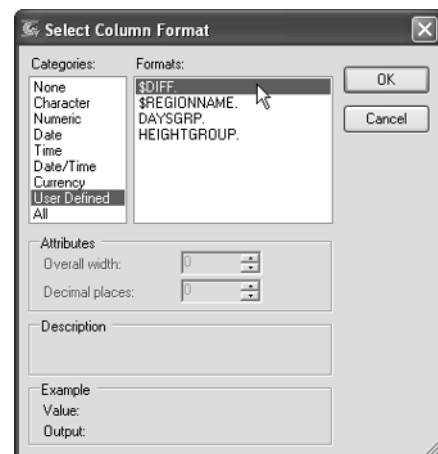 Select Column Format
Categories:
Formats:
None
Character
Numeric
Date
Time
Date/Time
Currency
User Defined
All
$DIFF.
$REGIONNAME.
DAYSGRP.
HEIGHTGROUP.
OK
Cancel
Attributes
Overall width:
0
Decimal places:
0
Description
Example
Value:
Output: